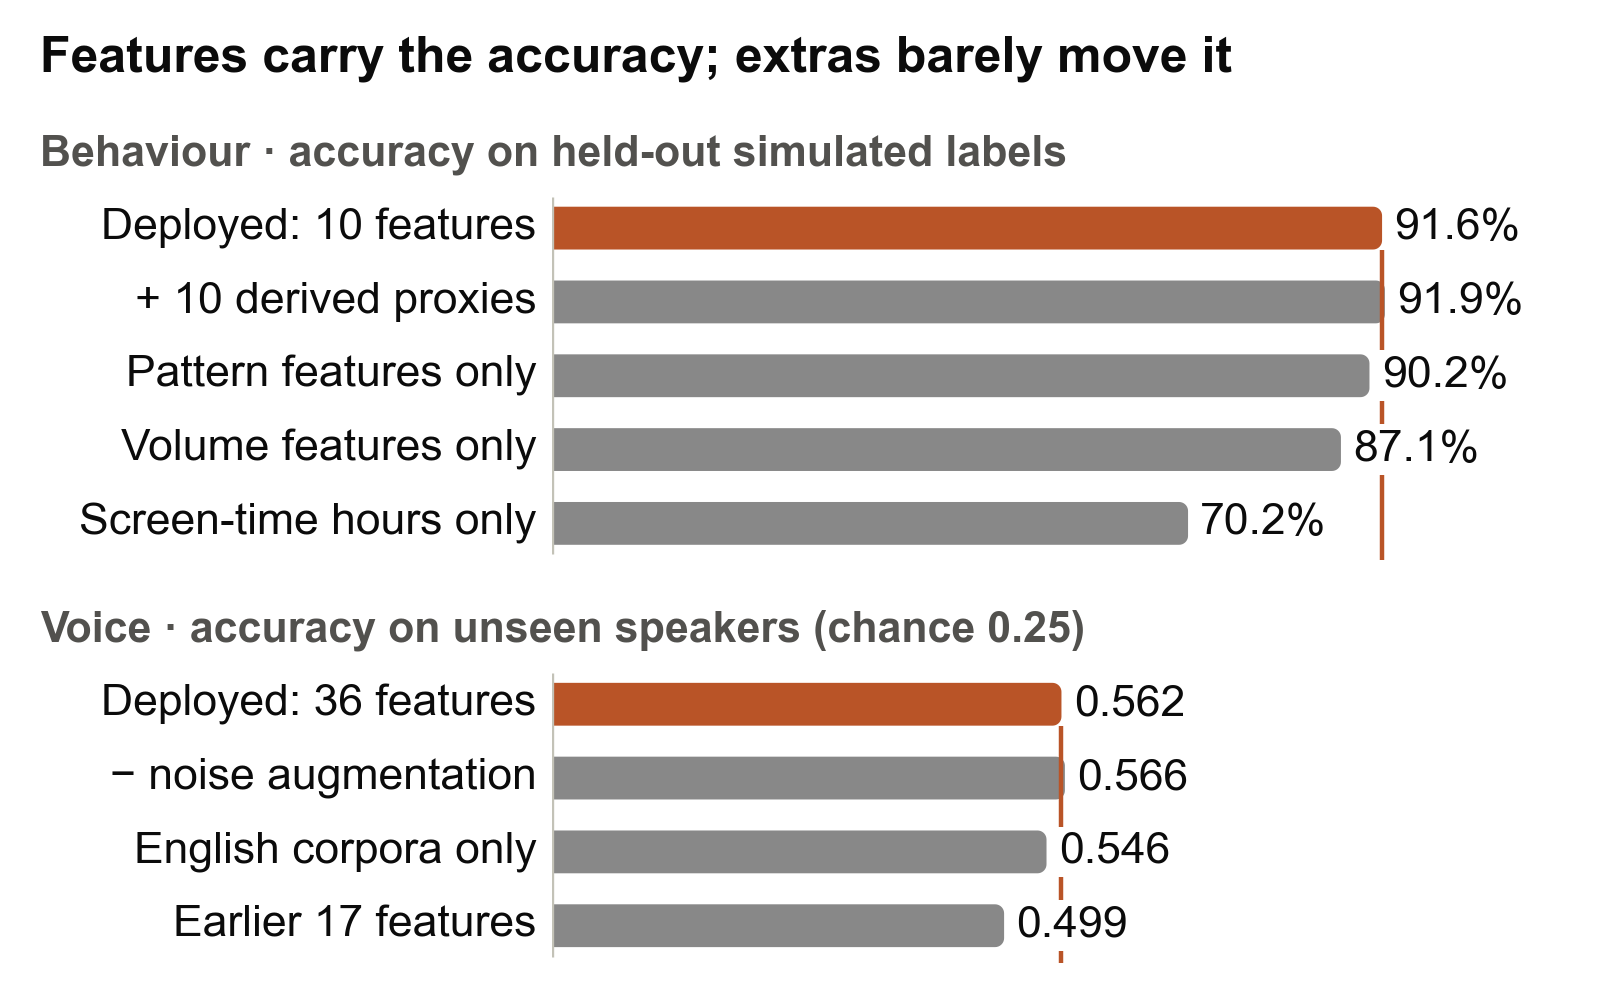 Features carry the accuracy; extras barely move it
Behaviour · accuracy on held-out simulated labels
Deployed: 10 features 91.6%
+ 10 derived proxies 91.9%
Pattern features only 90.2%
Volume features only 87.1%
Screen-time hours only 70.2%
Voice · accuracy on unseen speakers (chance 0.25)
Deployed: 36 features 0.562
− noise augmentation 0.566
English corpora only 0.546
Earlier 17 features 0.499